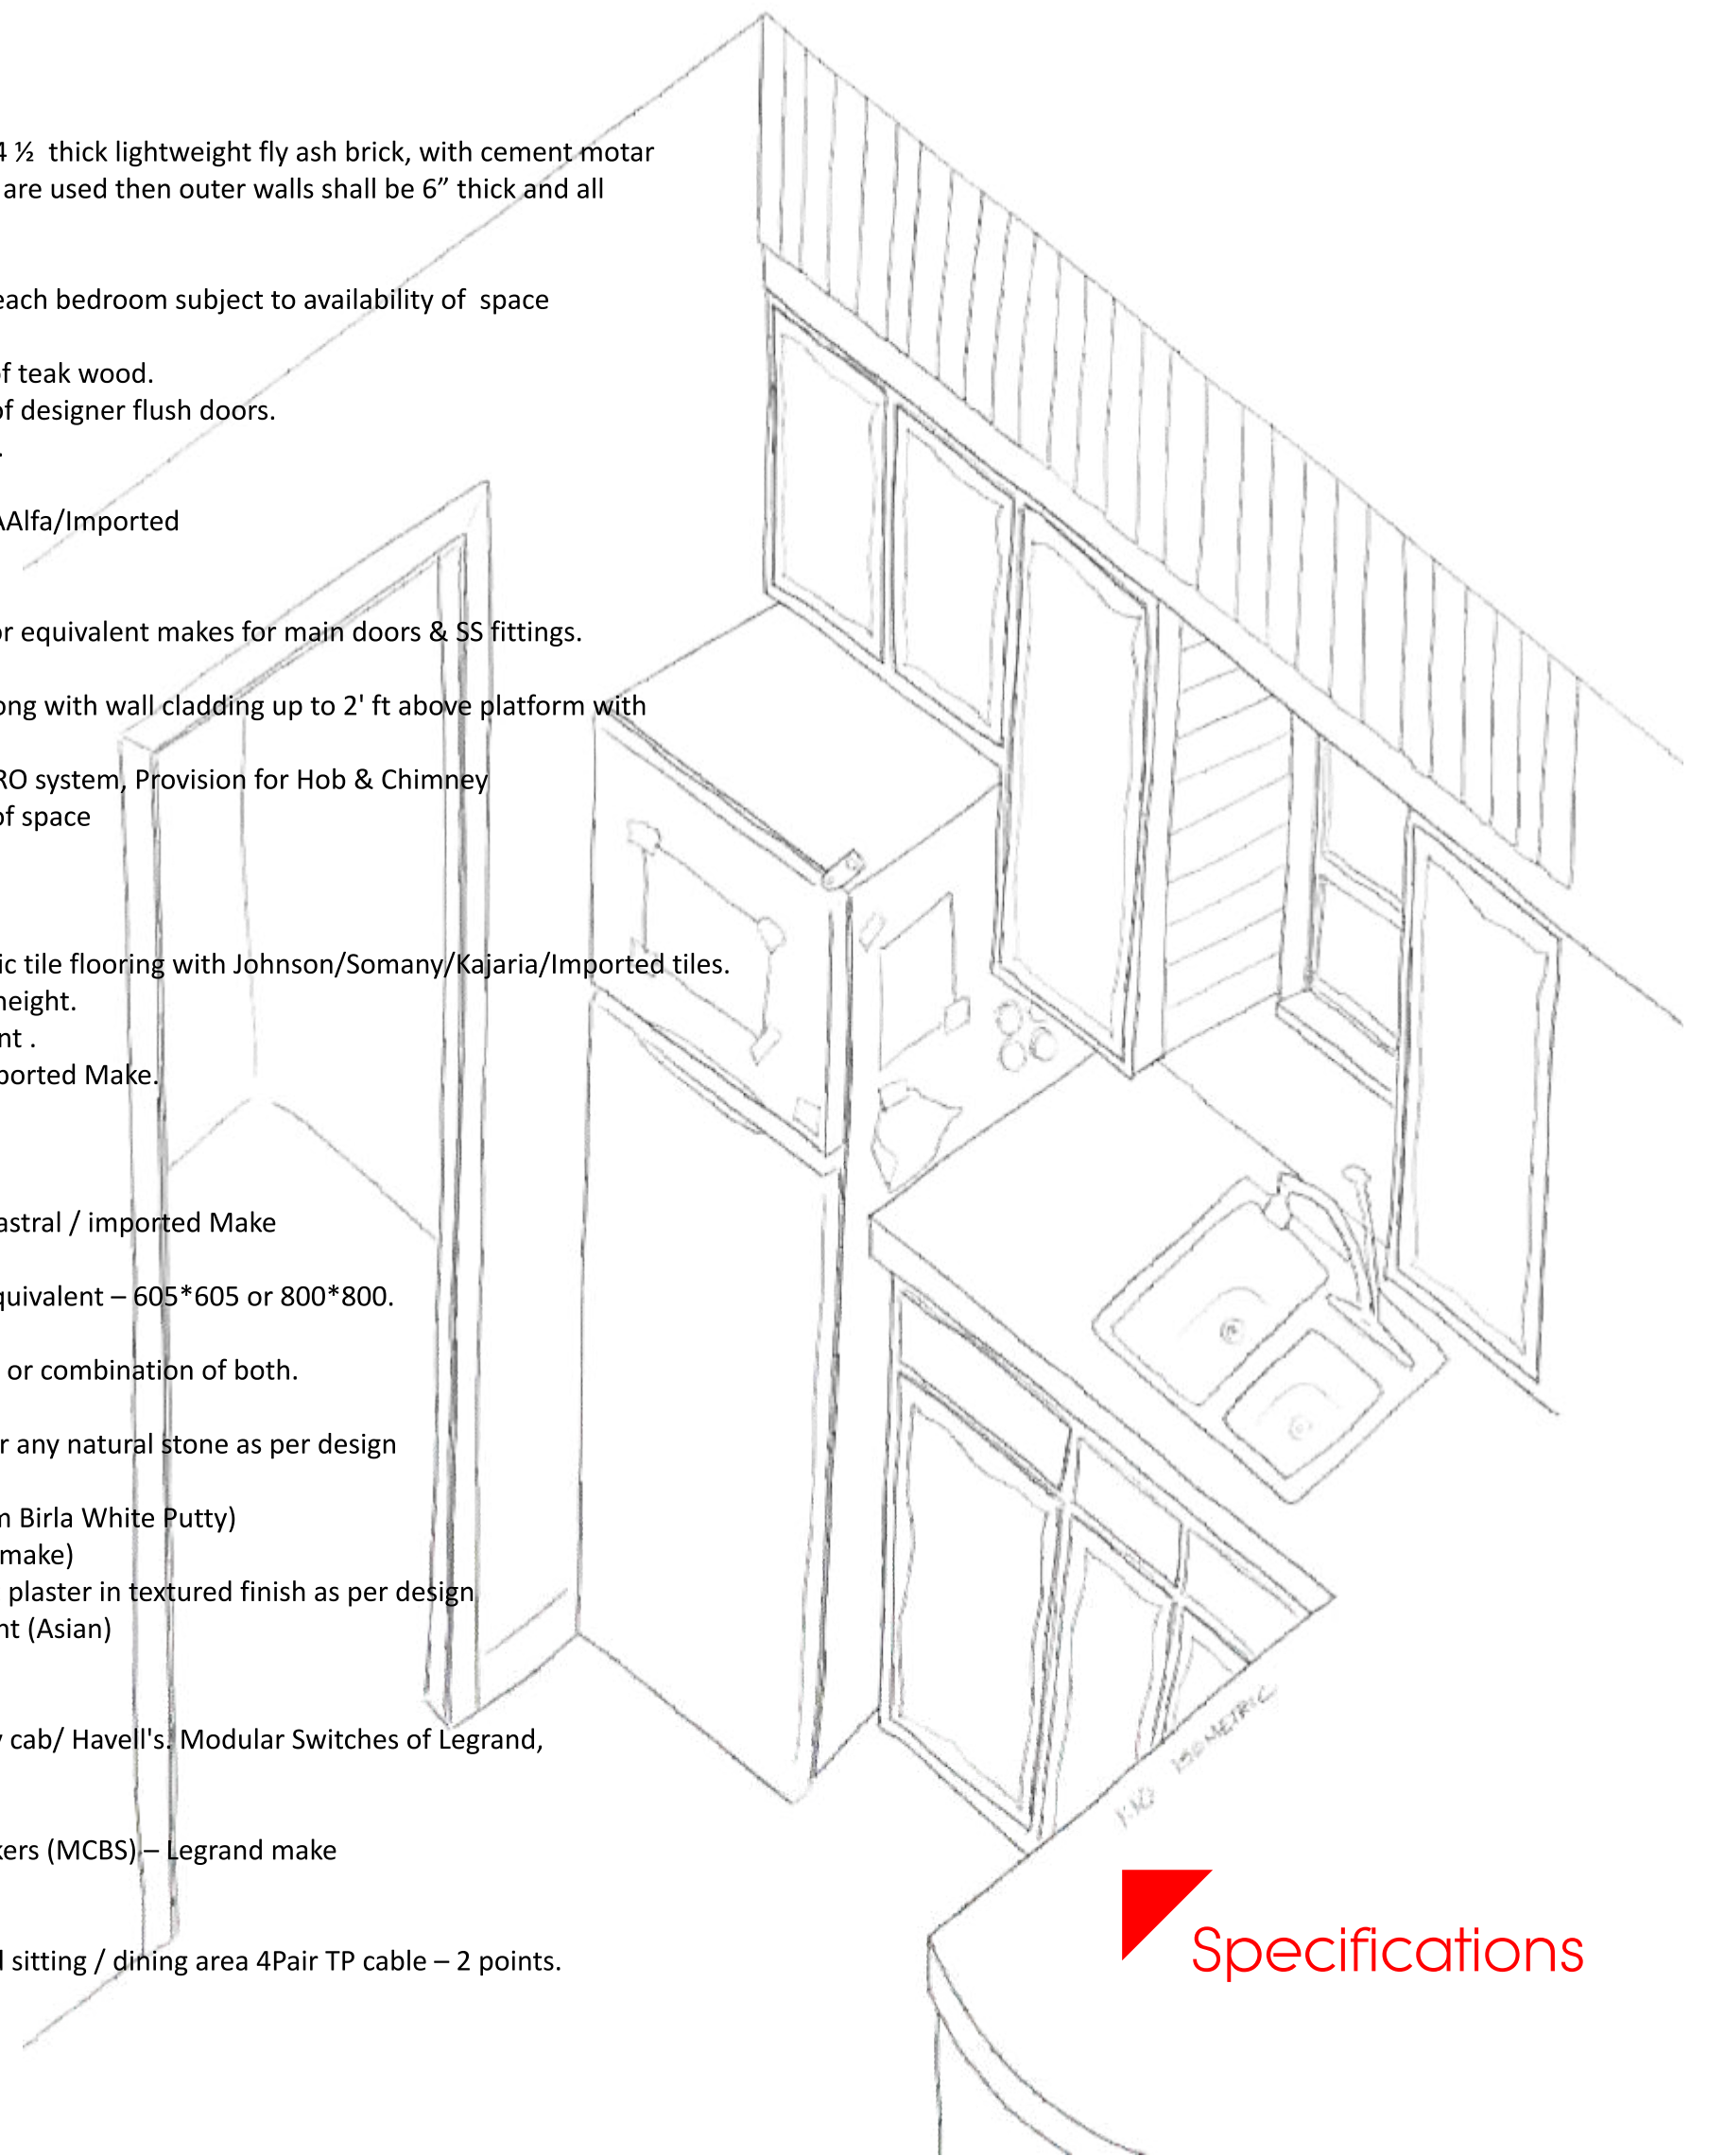 4 ½ thick lightweight fly ash brick, with cement motar
are used then outer walls shall be 6” thick and all
each bedroom subject to availability of space
of teak wood.
of designer flush doors.
.
AAlfa/Imported
or equivalent makes for main doors & SS fittings.
ong with wall cladding up to 2' ft above platform with
RO system, Provision for Hob & Chimney
of space
ic tile flooring with Johnson/Somany/Kajaria/Imported tiles.
height.
nt .
ported Make.
astral / imported Make
quivalent – 605*605 or 800*800.
or combination of both.
r any natural stone as per design
n Birla White Putty)
make)
plaster in textured finish as per design
nt (Asian)
y cab/ Havell's. Modular Switches of Legrand,
kers (MCBS) – Legrand make
d sitting / dining area 4Pair TP cable – 2 points.
ISOMETRIC
Specifications